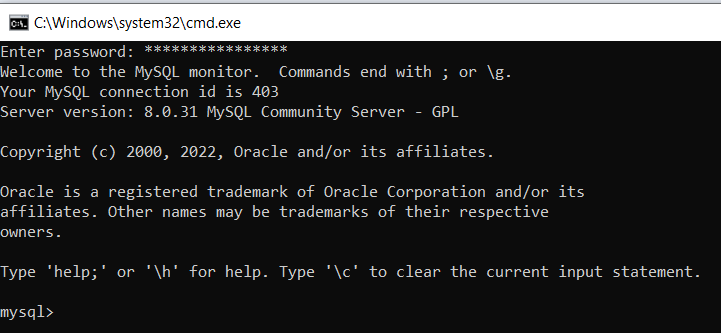 C:\Windows\system32\cmd.exe
Enter password: ****************
Welcome to the MySQL monitor.  Commands end with ; or \g.
Your MySQL connection id is 403
Server version: 8.0.31 MySQL Community Server - GPL
Copyright (c) 2000, 2022, Oracle and/or its affiliates.
Oracle is a registered trademark of Oracle Corporation and/or its
affiliates. Other names may be trademarks of their respective
owners.
Type 'help;' or '\h' for help. Type '\c' to clear the current input statement.
mysql>